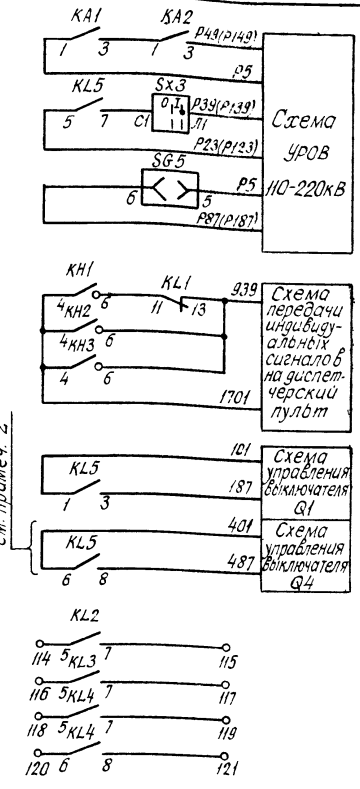 KA1 KA2 P49(P149)
1 3 1 3
P5
KL5 SX3 P39(P139)
O I
5 7 C1 Л1
P23(P123)
SG5
P5
6 5
P87(P187)
Схема
УРОВ
110-220кВ
KH1 KL1 939
4 6 11 13
KH2
4 6
KH3
4 6
1701
Схема
передачи
индивиду-
альных
сигналов
на диспет-
черский
пульт
См. примеч. 2
101
KL5 187
1 3
Схема
управления
выключателя
Q1
401
KL5 487
6 8
Схема
управления
выключателя
Q4
KL2
114 5 7 115
KL3
116 5 7 117
KL4
118 5 7 119
KL4
120 6 8 121